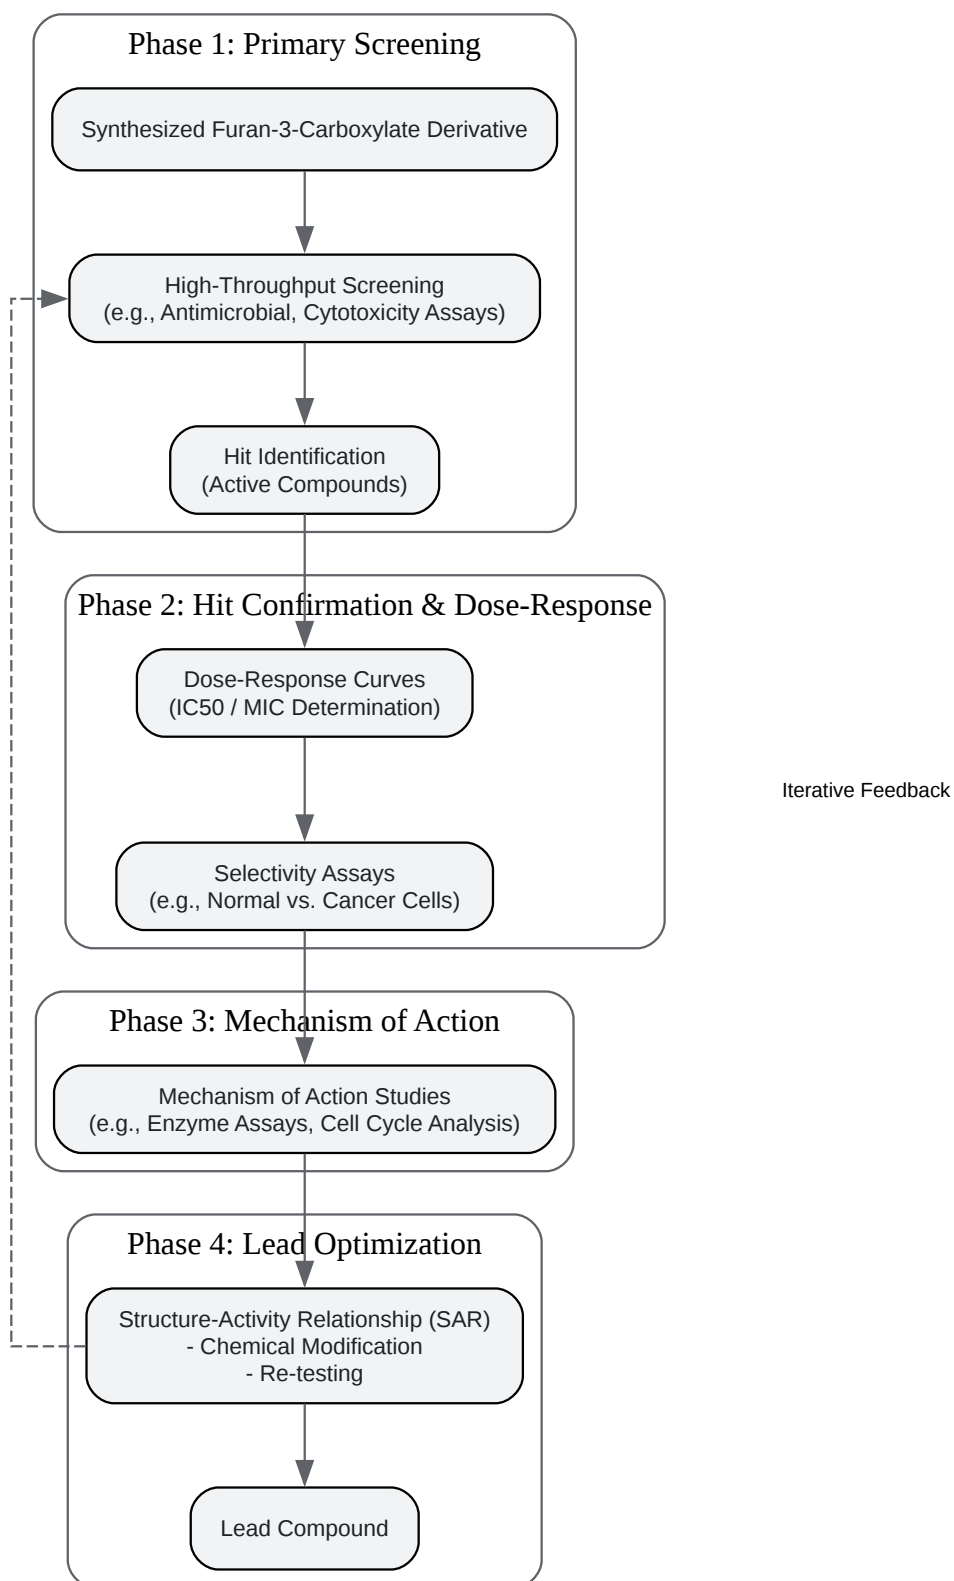 Phase 1: Primary Screening
Synthesized Furan-3-Carboxylate Derivative
High-Throughput Screening
(e.g., Antimicrobial, Cytotoxicity Assays)
Hit Identification
(Active Compounds)
Phase 2: Hit Confirmation & Dose-Response
Dose-Response Curves
(IC50 / MIC Determination)
Iterative Feedback
Selectivity Assays
(e.g., Normal vs. Cancer Cells)
Phase 3: Mechanism of Action
Mechanism of Action Studies
(e.g., Enzyme Assays, Cell Cycle Analysis)
Phase 4: Lead Optimization
Structure-Activity Relationship (SAR)
- Chemical Modification
- Re-testing
Lead Compound